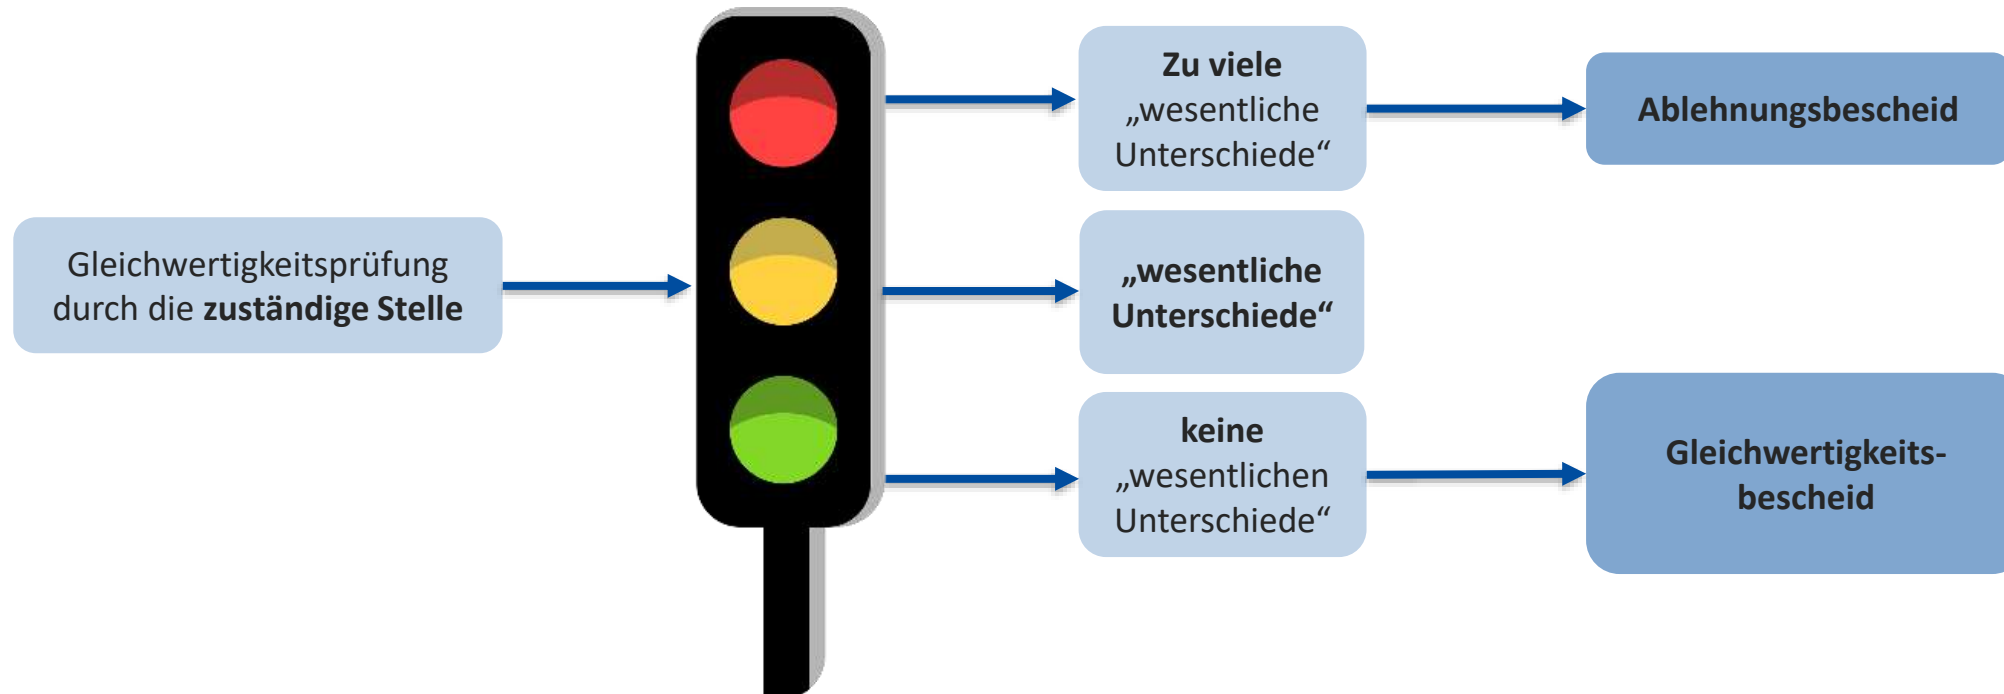 Gleichwertigkeitsprüfung
durch die zuständige Stelle
Zu viele
„wesentliche
Unterschiede“
Ablehnungsbescheid
„wesentliche
Unterschiede“
keine
„wesentlichen
Unterschiede“
Gleichwertigkeits-
bescheid